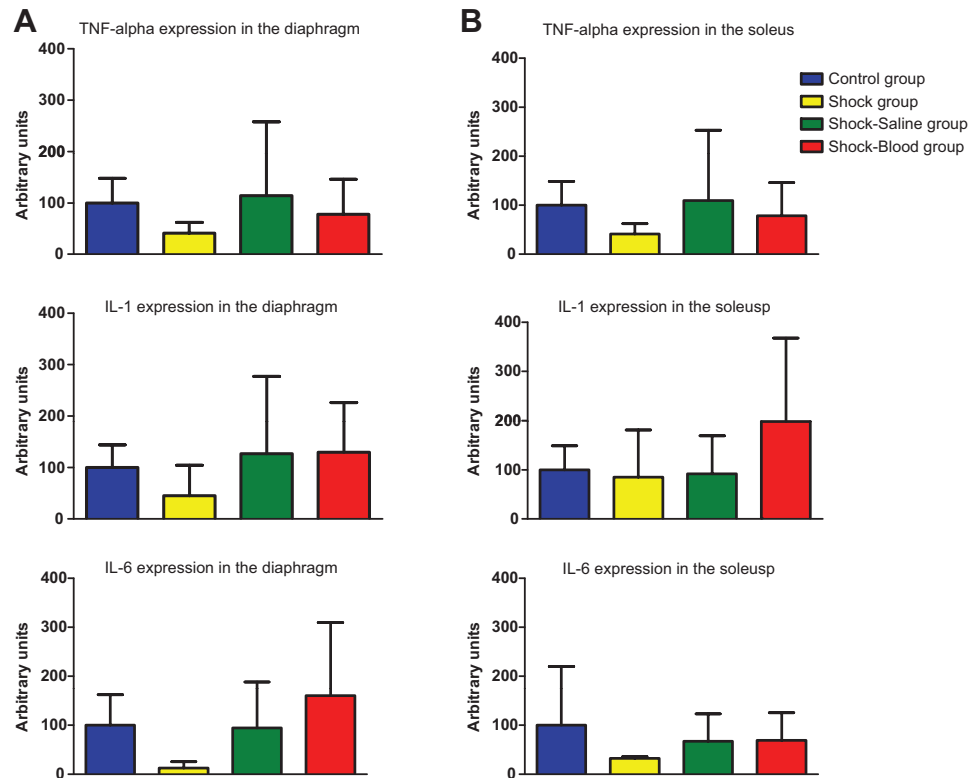 A
TNF-alpha expression in the diaphragm
400
300
200
100
0
Arbitrary units
IL-1 expression in the diaphragm
400
300
200
100
0
Arbitrary units
IL-6 expression in the diaphragm
400
300
200
100
0
Arbitrary units
B
TNF-alpha expression in the soleus
400
300
200
100
0
Arbitrary units
Control group
Shock group
Shock-Saline group
Shock-Blood group
IL-1 expression in the soleusp
400
300
200
100
0
Arbitrary units
IL-6 expression in the soleusp
400
300
200
100
0
Arbitrary units